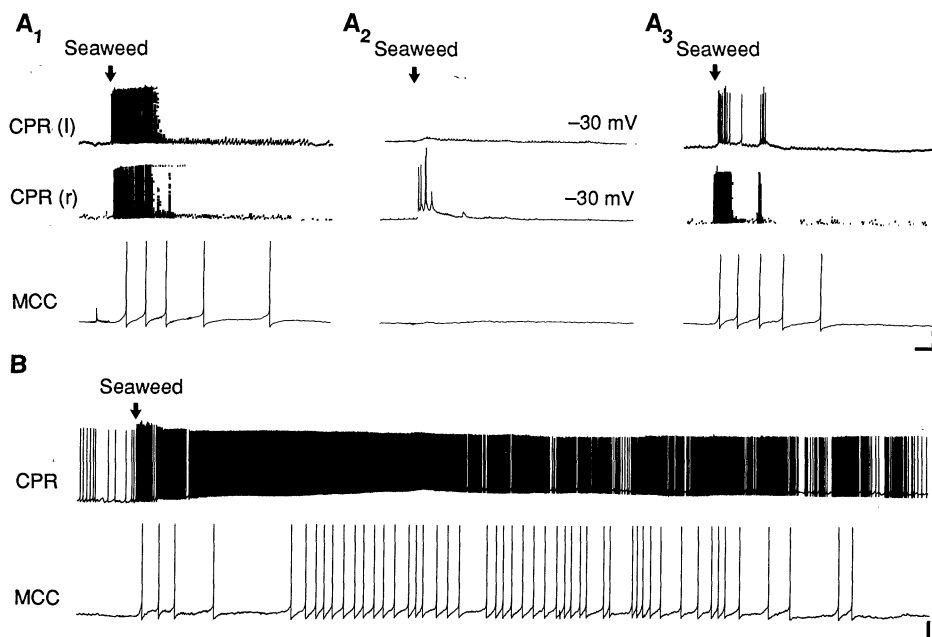 A1
Seaweed
A2
Seaweed
A3
Seaweed
CPR (l)
–30 mV
CPR (r)
–30 mV
MCC
B
Seaweed
CPR
MCC